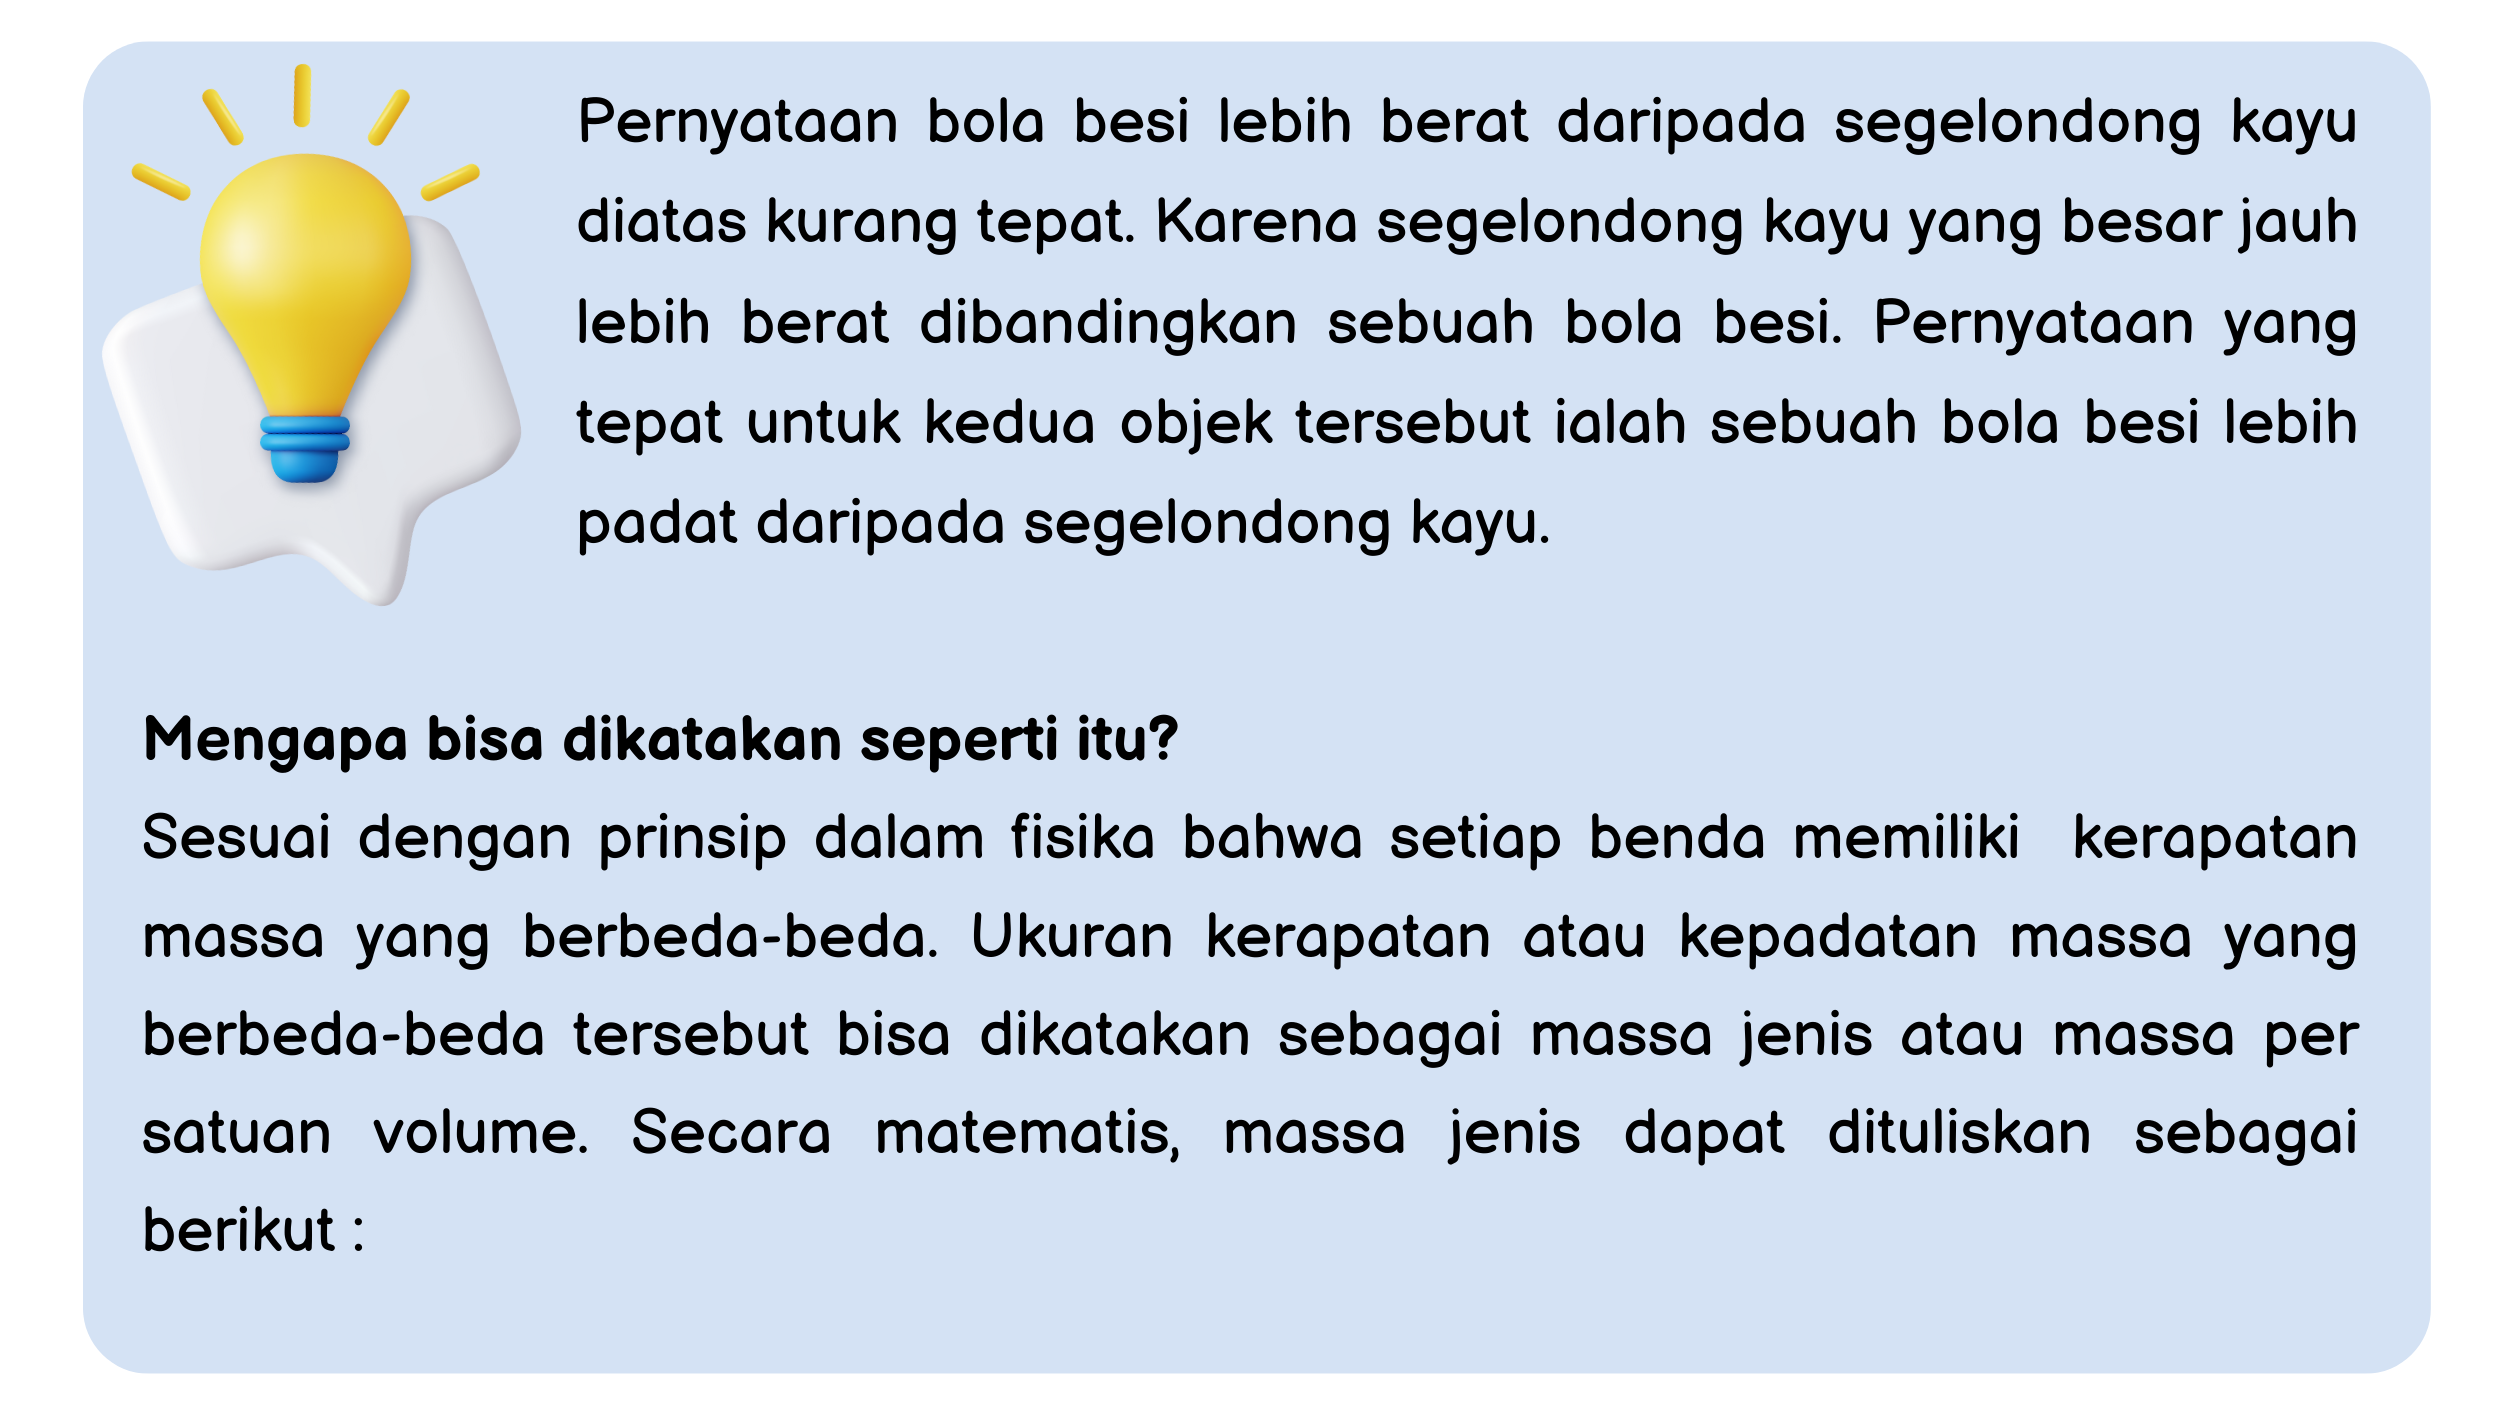 Pernyataan bola besi lebih berat daripada segelondong kayu
diatas kurang tepat. Karena segelondong kayu yang besar jauh
lebih berat dibandingkan sebuah bola besi. Pernyataan yang
tepat untuk kedua objek tersebut ialah sebuah bola besi lebih
padat daripada segelondong kayu.
Mengapa bisa dikatakan seperti itu?
Sesuai dengan prinsip dalam fisika bahwa setiap benda memiliki kerapatan
massa yang berbeda-beda. Ukuran kerapatan atau kepadatan massa yang
berbeda-beda tersebut bisa dikatakan sebagai massa jenis atau massa per
satuan volume. Secara matematis, massa jenis dapat dituliskan sebagai
berikut :